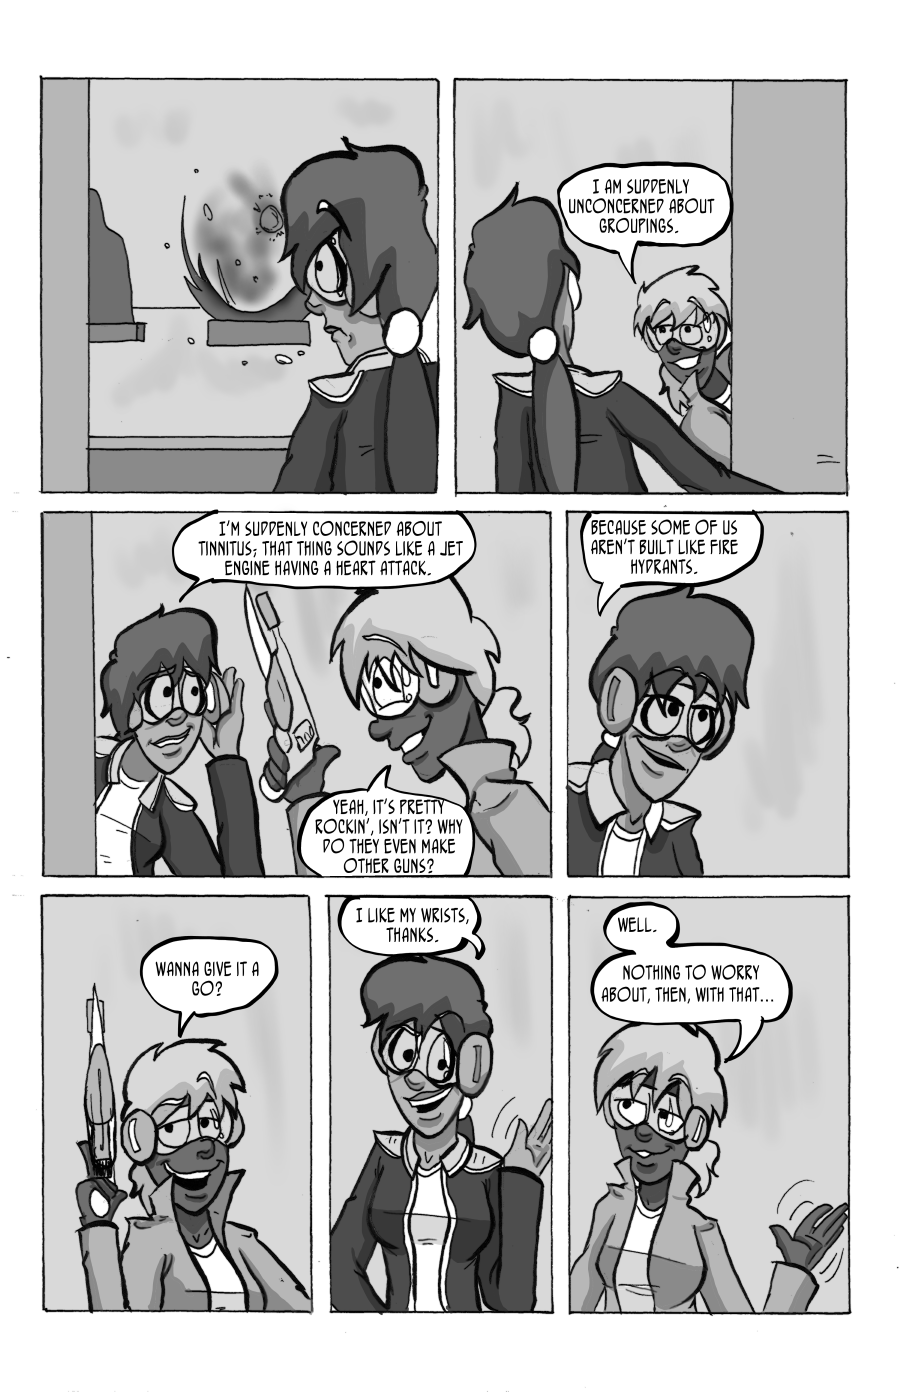 I AM SUDDENLY
UNCONCERNED ABOUT
GROUPINGS.
I'M SUDDENLY CONCERNED ABOUT
TINNITUS; THAT THING SOUNDS LIKE A JET
ENGINE HAVING A HEART ATTACK.
YEAH, IT'S PRETTY
ROCKIN', ISN'T IT? WHY
DO THEY EVEN MAKE
OTHER GUNS?
BECAUSE SOME OF US
AREN'T BUILT LIKE FIRE
HYDRANTS.
WANNA GIVE IT A
GO?
I LIKE MY WRISTS,
THANKS.
WELL.
NOTHING TO WORRY
ABOUT, THEN, WITH THAT...